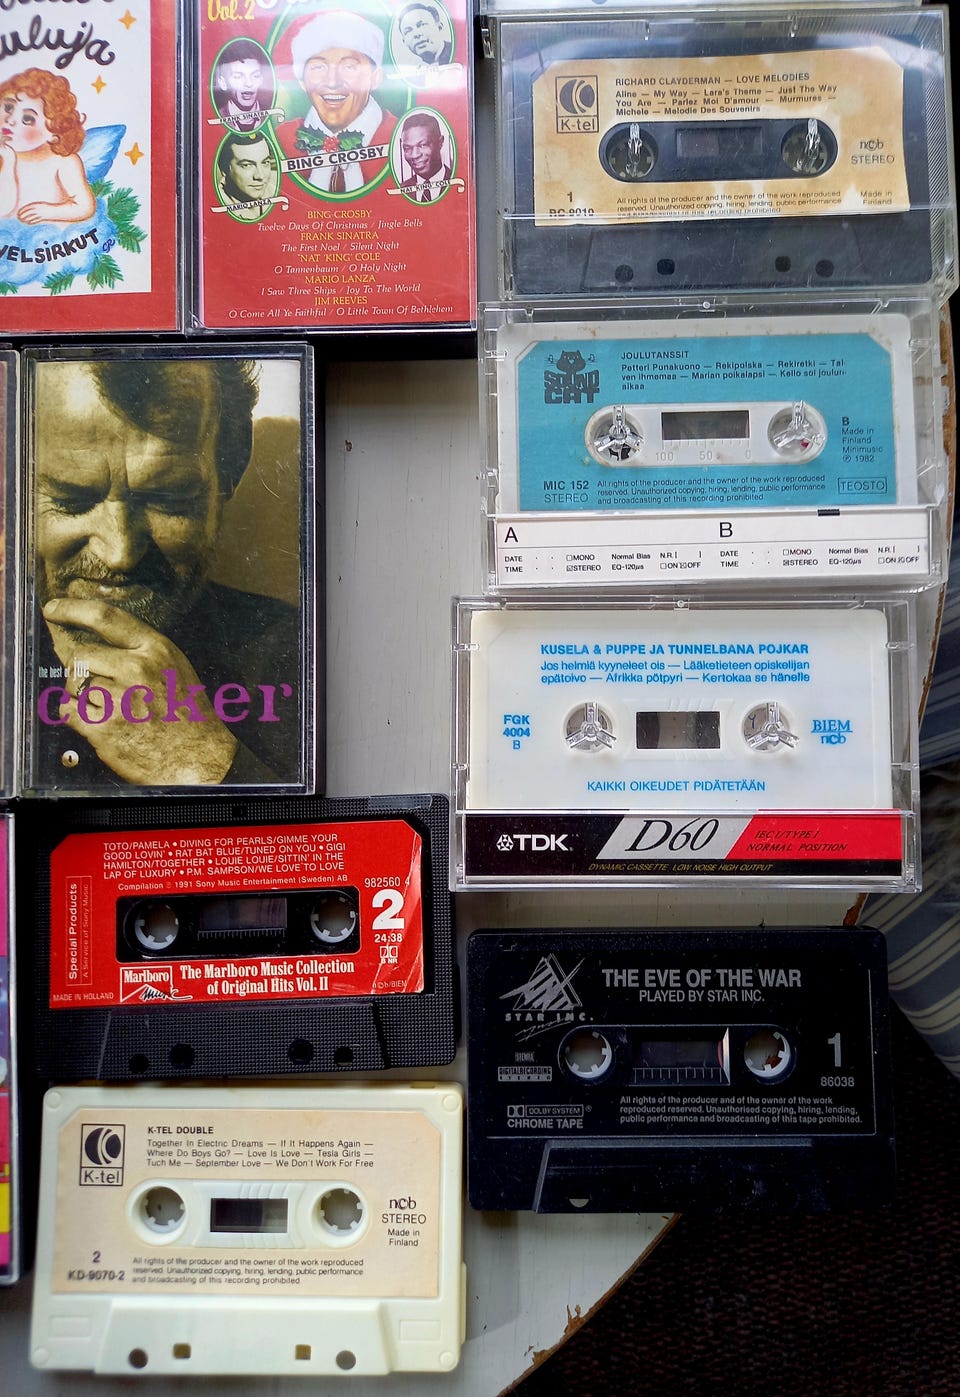 uluja
VELSIRKUT
Vol.2
FRANK SINATRA
MARIO LANZA
BING CROSBY
NAT KING COLE
BING CROSBY
Twelve Days Of Christmas / Jingle Bells
FRANK SINATRA
The First Noel / Silent Night
'NAT 'KING' COLE
O Tannenbaum / O Holy Night
MARIO LANZA
I Saw Three Ships / Joy To The World
JIM REEVES
O Come All Ye Faithful / O Little Town Of Bethlehem
K-tel
RICHARD CLAYDERMAN — LOVE MELODIES
Aline — My Way — Lara's Theme — Just The Way
You Are — Parlez Moi D'amour — Murmures —
Michele — Melodie Des Souvenirs
ncb
STEREO
1
All rights of the producer and the owner of the work reproduced
reserved. Unauthorized copying, hiring, lending, public performance
and broadcasting of this recording prohibited.
Made in
Finland
SOUND
CAT
JOULUTANSSIT
Petteri Punakuono — Rekipolska — Rekiretki — Tal-
ven ihmemaa — Marian polkalapsi — Kello soi joulun
aikaa
100 50 0
B
Made in
Finland
Minimusic
℗ 1982
MIC 152
STEREO
All rights of the producer and the owner of the work reproduced
reserved. Unauthorized copying, hiring, lending, public performance
and broadcasting of this recording prohibited.
TEOSTO
A B
DATE · · □MONO Normal Bias N.R.[ ] DATE · · □MONO Normal Bias N.R.[ ]
TIME · ☒STEREO EQ-120µs □ON☒OFF TIME · ☒STEREO EQ-120µs □ON☒OFF
the best of joe
cocker
KUSELA & PUPPE JA TUNNELBANA POJKAR
Jos helmiä kyyneleet ois — Lääketieteen opiskelijan
epätoivo — Afrikka pötpyri — Kertokaa se hänelle
FGK
4004
B
BIEM
ncb
KAIKKI OIKEUDET PIDÄTETÄÄN
TDK D60 IEC I / TYPE I
NORMAL POSITION
DYNAMIC CASSETTE LOW NOISE HIGH OUTPUT
TOTO/PAMELA • DIVING FOR PEARLS/GIMME YOUR
GOOD LOVIN' • RAT BAT BLUE/TUNED ON YOU • GIGI
HAMILTON/TOGETHER • LOUIE LOUIE/SITTIN' IN THE
LAP OF LUXURY • P.M. SAMPSON/WE LOVE TO LOVE
Compilation ℗ 1991 Sony Music Entertainment (Sweden) AB
982560 4
2
24:38
B NR
Special Products
A Service of Sony Music
MADE IN HOLLAND
Marlboro
Music
The Marlboro Music Collection
of Original Hits Vol. II
ncb/BIEM
STAR INC.
THE EVE OF THE WAR
PLAYED BY STAR INC.
DIGITAL RECORDING
STEREO
1
86038
DOLBY SYSTEM®
CHROME TAPE
All rights of the producer and of the owner of the work
reproduced reserved. Unauthorised copying, hiring, lending,
public performance and broadcasting of this tape prohibited.
K-tel
K-TEL DOUBLE
Together In Electric Dreams — If It Happens Again —
Where Do Boys Go? — Love Is Love — Tesla Girls —
Tuch Me — September Love — We Don't Work For Free
ncb
STEREO
Made in
Finland
2
KD-9070-2
All rights of the producer and the owner of the work reproduced
reserved. Unauthorized copying, hiring, lending, public performance
and broadcasting of this recording prohibited.